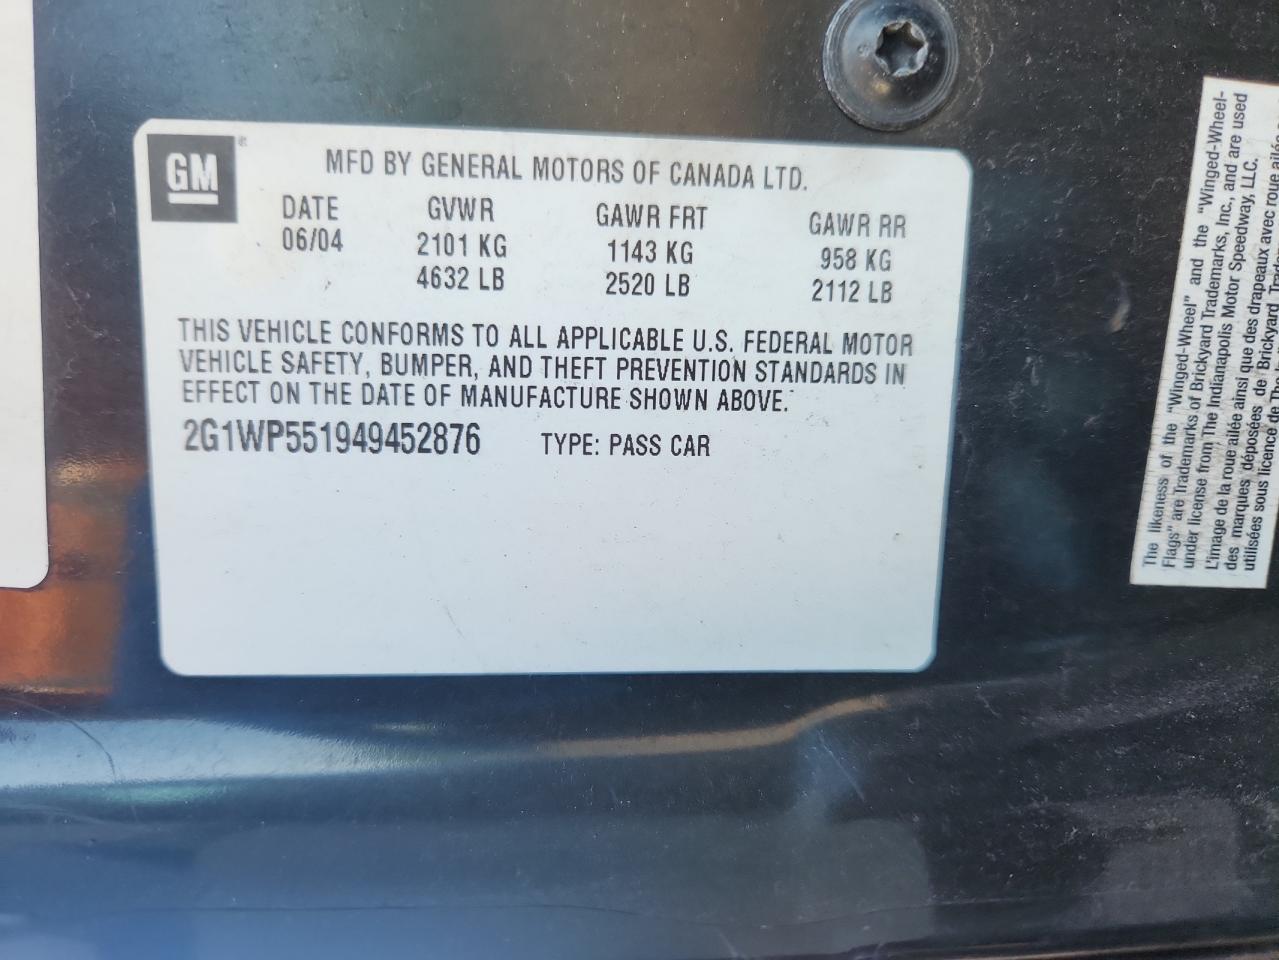 GM®
MFD BY GENERAL MOTORS OF CANADA LTD.
DATE GVWR GAWR FRT GAWR RR
06/04 2101 KG 1143 KG 958 KG
4632 LB 2520 LB 2112 LB
THIS VEHICLE CONFORMS TO ALL APPLICABLE U.S. FEDERAL MOTOR
VEHICLE SAFETY, BUMPER, AND THEFT PREVENTION STANDARDS IN
EFFECT ON THE DATE OF MANUFACTURE SHOWN ABOVE.
2G1WP551949452876 TYPE: PASS CAR
The likeness of the "Winged-Wheel" and the "Winged-Wheel-
Flags" are Trademarks of Brickyard Trademarks, Inc., and are used
under license from The Indianapolis Motor Speedway, LLC.
L'image de la roue ailée ainsi que des drapeaux avec roue ailée
des marques déposées de Brickyard
utilisées sous licence de The